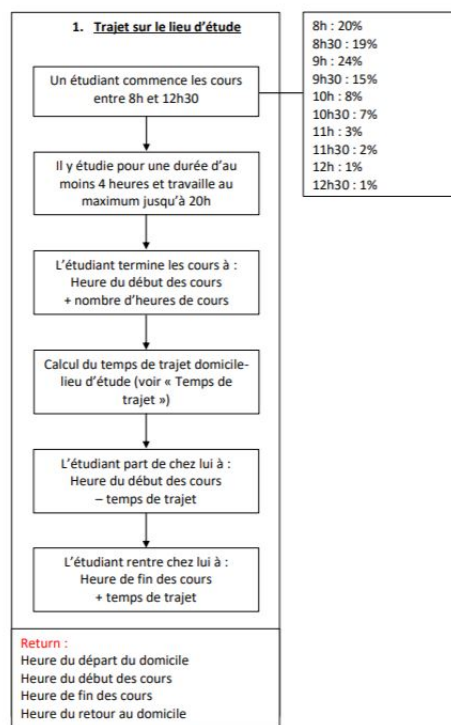 1. Trajet sur le lieu d'étude
Un étudiant commence les cours
entre 8h et 12h30
8h : 20%
8h30 : 19%
9h : 24%
9h30 : 15%
10h : 8%
10h30 : 7%
11h : 3%
11h30 : 2%
12h : 1%
12h30 : 1%
Il y étudie pour une durée d'au
moins 4 heures et travaille au
maximum jusqu'à 20h
L'étudiant termine les cours à :
Heure du début des cours
+ nombre d'heures de cours
Calcul du temps de trajet domicile-
lieu d'étude (voir « Temps de
trajet »)
L'étudiant part de chez lui à :
Heure du début des cours
– temps de trajet
L'étudiant rentre chez lui à :
Heure de fin des cours
+ temps de trajet
Return :
Heure du départ du domicile
Heure du début des cours
Heure de fin des cours
Heure du retour au domicile